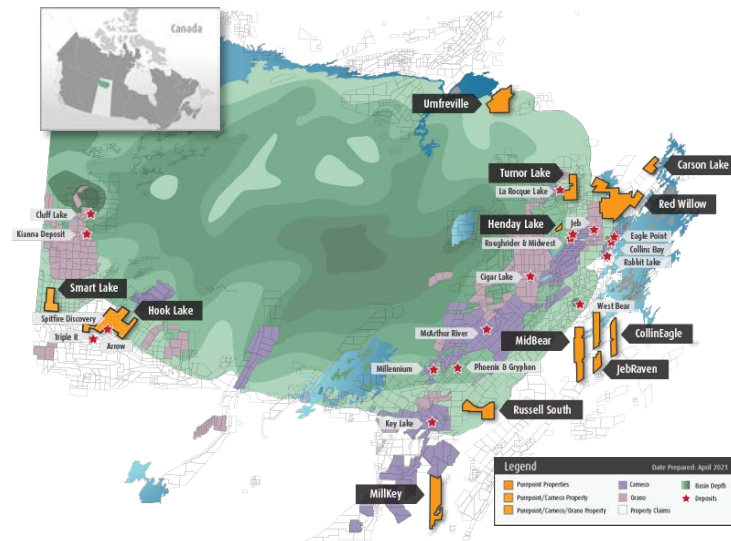 Canada
Umfreville
Carson Lake
Turnor Lake
La Rocque Lake
Red Willow
Cluff Lake
Henday Lake
Jeb
Kianna Deposit
Eagle Point
Roughrider & Midwest
Collins Bay
Rabbit Lake
Cigar Lake
Smart Lake
Hook Lake
West Bear
Spitfire Discovery
McArthur River
MidBear
CollinEagle
Triple R
Arrow
Millennium
Phoenix & Gryphon
JebRaven
Russell South
Key Lake
MillKey
Legend
Date Prepared: April 2021
Purepoint Properties
Cameco
Basin Depth
Purepoint/Cameco Property
Orano
Deposits
Purepoint/Cameco/Orano Property
Property Claims